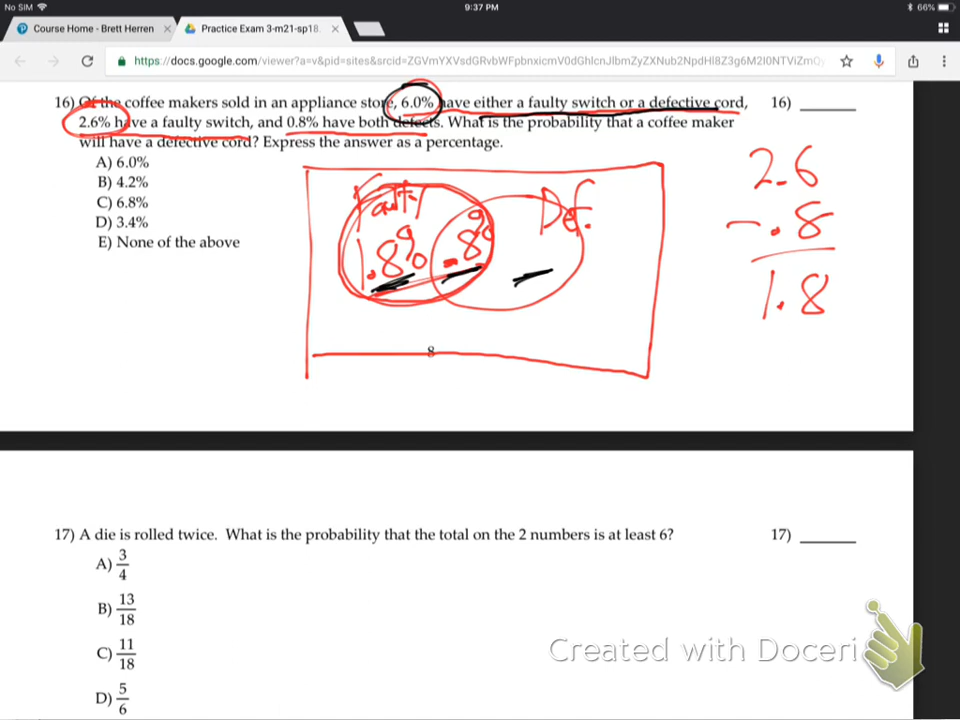 No SIM 9:37 PM 66%
Course Home - Brett Herren × Practice Exam 3-m21-sp18. ×
https://docs.google.com/viewer?a=v&pid=sites&srcid=
16) Of the coffee makers sold in an appliance store, 6.0% have either a faulty switch or a defective cord, 16) ______
2.6% have a faulty switch, and 0.8% have both defects. What is the probability that a coffee maker
will have a defective cord? Express the answer as a percentage.
A) 6.0%
B) 4.2%
C) 6.8%
D) 3.4%
E) None of the above
Faulty Def.
1.8% .8%
2.6
- .8
1.8
8
17) A die is rolled twice. What is the probability that the total on the 2 numbers is at least 6? 17) ______
A) 3/4
B) 13/18
C) 11/18
D) 5/6
Created with Doceri